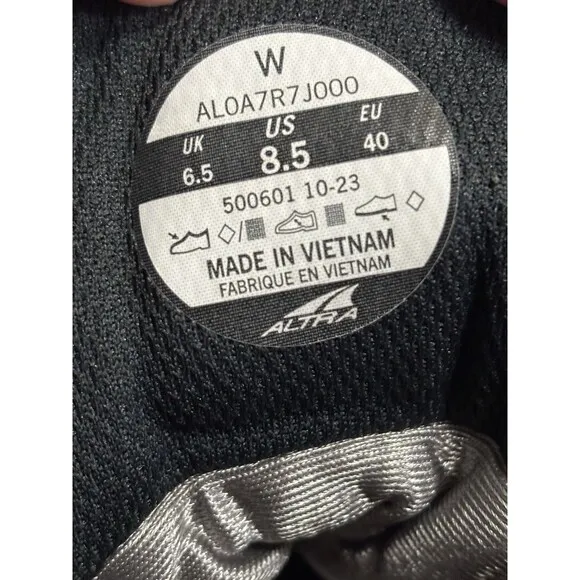 W
AL0A7R7J000
UK US EU
6.5 8.5 40
500601 10-23
MADE IN VIETNAM
FABRIQUE EN VIETNAM
ALTRA